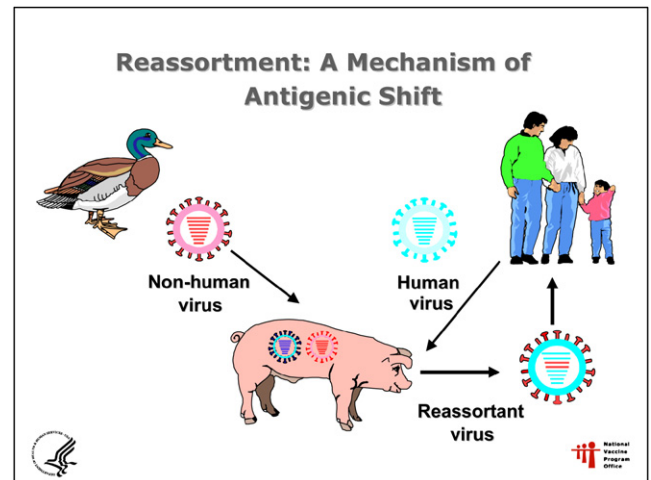 Reassortment: A Mechanism of
Antigenic Shift
Non-human
virus
Human
virus
Reassortant
virus
National
Vaccine
Program
Office